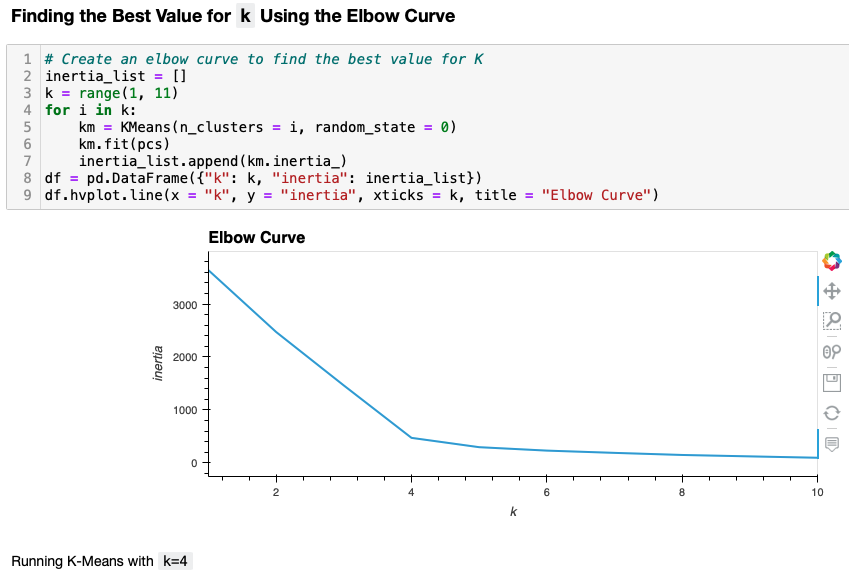 Finding the Best Value for k Using the Elbow Curve
1 # Create an elbow curve to find the best value for K
2 inertia_list = []
3 k = range(1, 11)
4 for i in k:
5     km = KMeans(n_clusters = i, random_state = 0)
6     km.fit(pcs)
7     inertia_list.append(km.inertia_)
8 df = pd.DataFrame({"k": k, "inertia": inertia_list})
9 df.hvplot.line(x = "k", y = "inertia", xticks = k, title = "Elbow Curve")
Elbow Curve
3000
2000
1000
0
inertia
2 4 6 8 10
k
Running K-Means with k=4